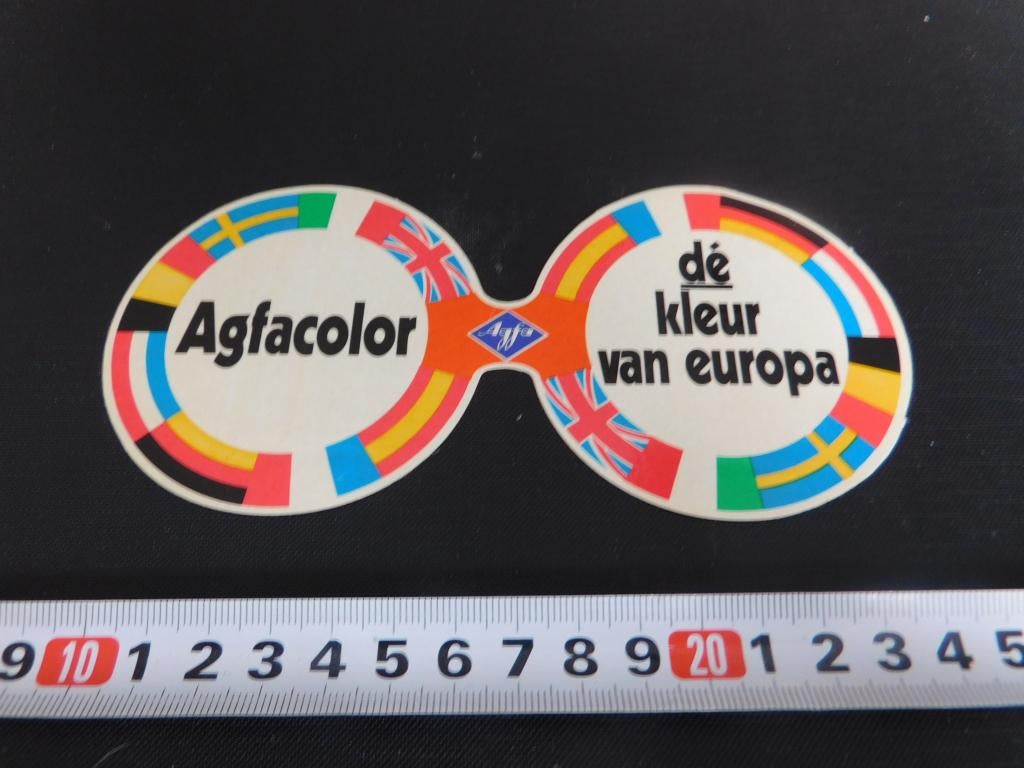 Agfacolor
Agfa
dé
kleur
van europa
9 10 1 2 3 4 5 6 7 8 9 20 1 2 3 4 5